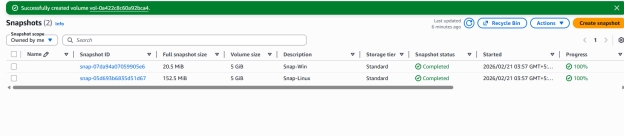 Successfully created volume vol-0a422c8c60a92bca4.
Snapshots (2) Info
Last updated
6 minutes ago
Recycle Bin
Actions
Create snapshot
Snapshot scope
Owned by me
Search
1
Name
Snapshot ID
Full snapshot size
Volume size
Description
Storage tier
Snapshot status
Started
Progress
snap-07da94a07059905e6 20.5 MiB 5 GiB Snap-Win Standard Completed 2026/02/21 03:57 GMT+5:... 100%
snap-05d693b6835d51d67 152.5 MiB 5 GiB Snap-Linux Standard Completed 2026/02/21 03:57 GMT+5:... 100%